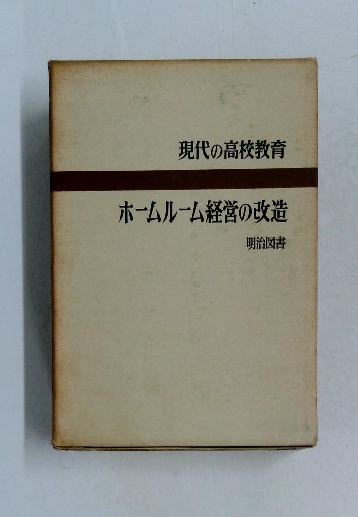 現代の高校教育
ホームルーム経営の改造
明治図書